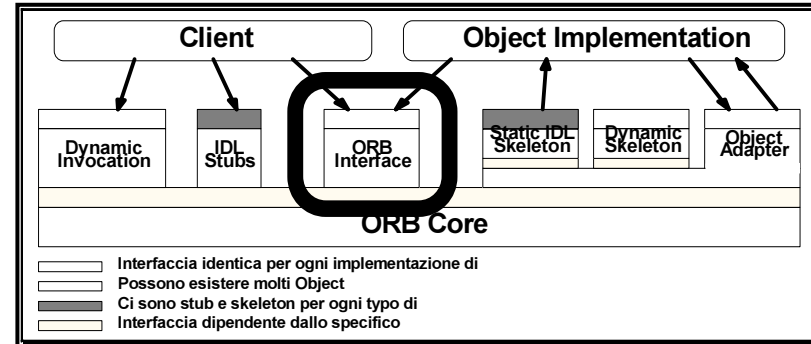 Client
Object Implementation
Dynamic
Invocation
IDL
Stubs
ORB
Interface
Static IDL
Skeleton
Dynamic
Skeleton
Object
Adapter
ORB Core
Interfaccia identica per ogni implementazione di
Possono esistere molti Object
Ci sono stub e skeleton per ogni typo di
Interfaccia dipendente dallo specifico